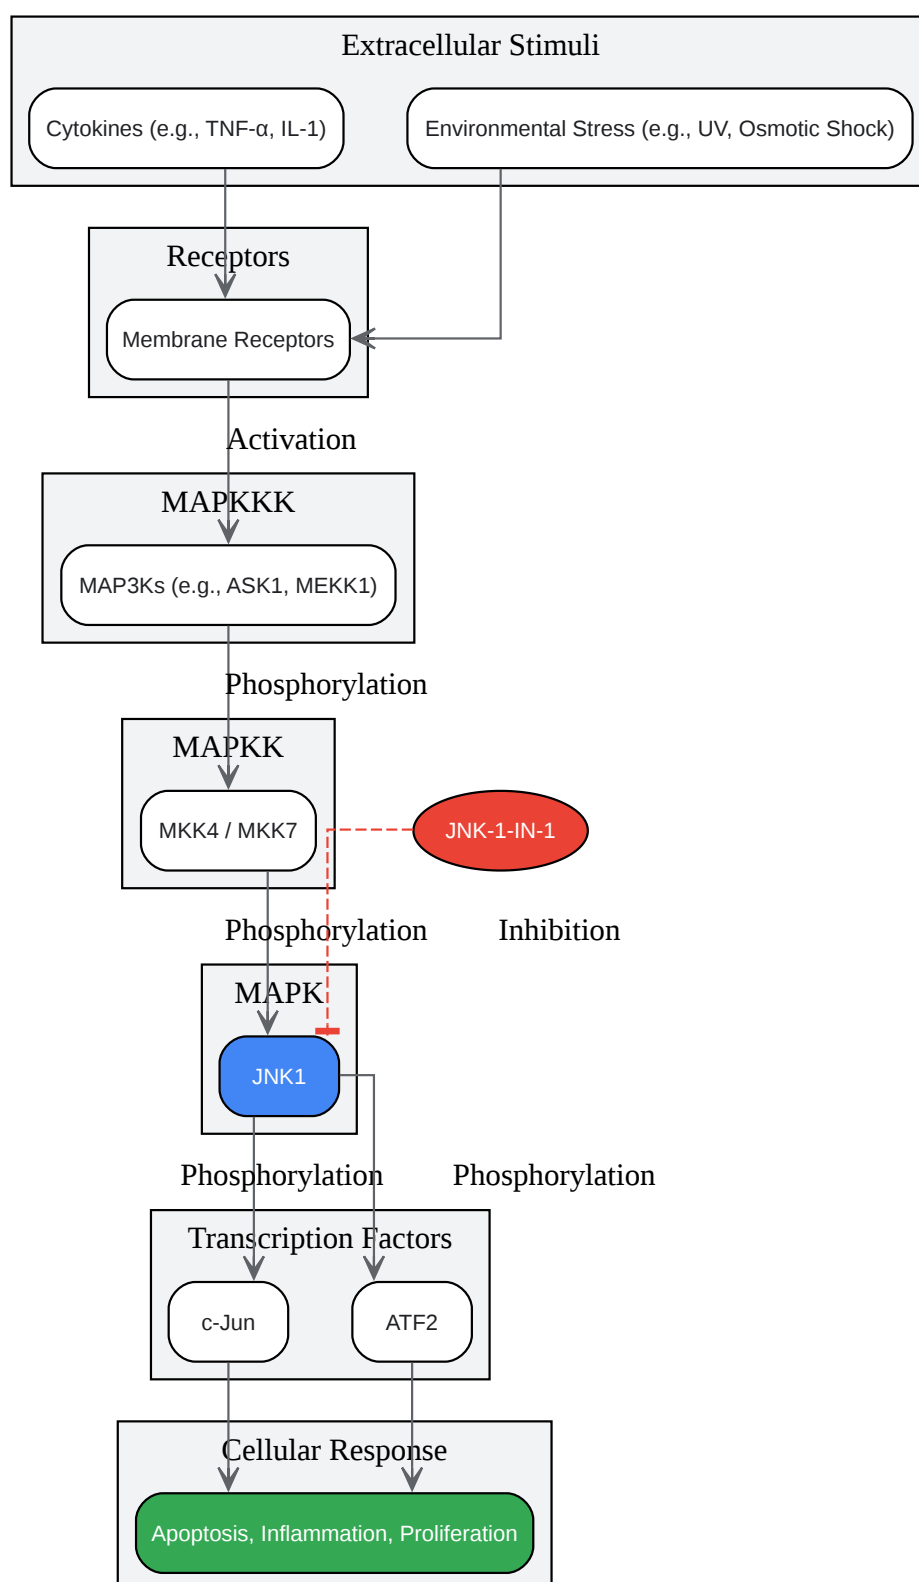 Extracellular Stimuli
Cytokines (e.g., TNF-α, IL-1)
Environmental Stress (e.g., UV, Osmotic Shock)
Receptors
Membrane Receptors
Activation
MAPKKK
MAP3Ks (e.g., ASK1, MEKK1)
Phosphorylation
MAPKK
MKK4 / MKK7
JNK-1-IN-1
Phosphorylation
Inhibition
MAPK
JNK1
Phosphorylation
Phosphorylation
Transcription Factors
c-Jun
ATF2
Cellular Response
Apoptosis, Inflammation, Proliferation